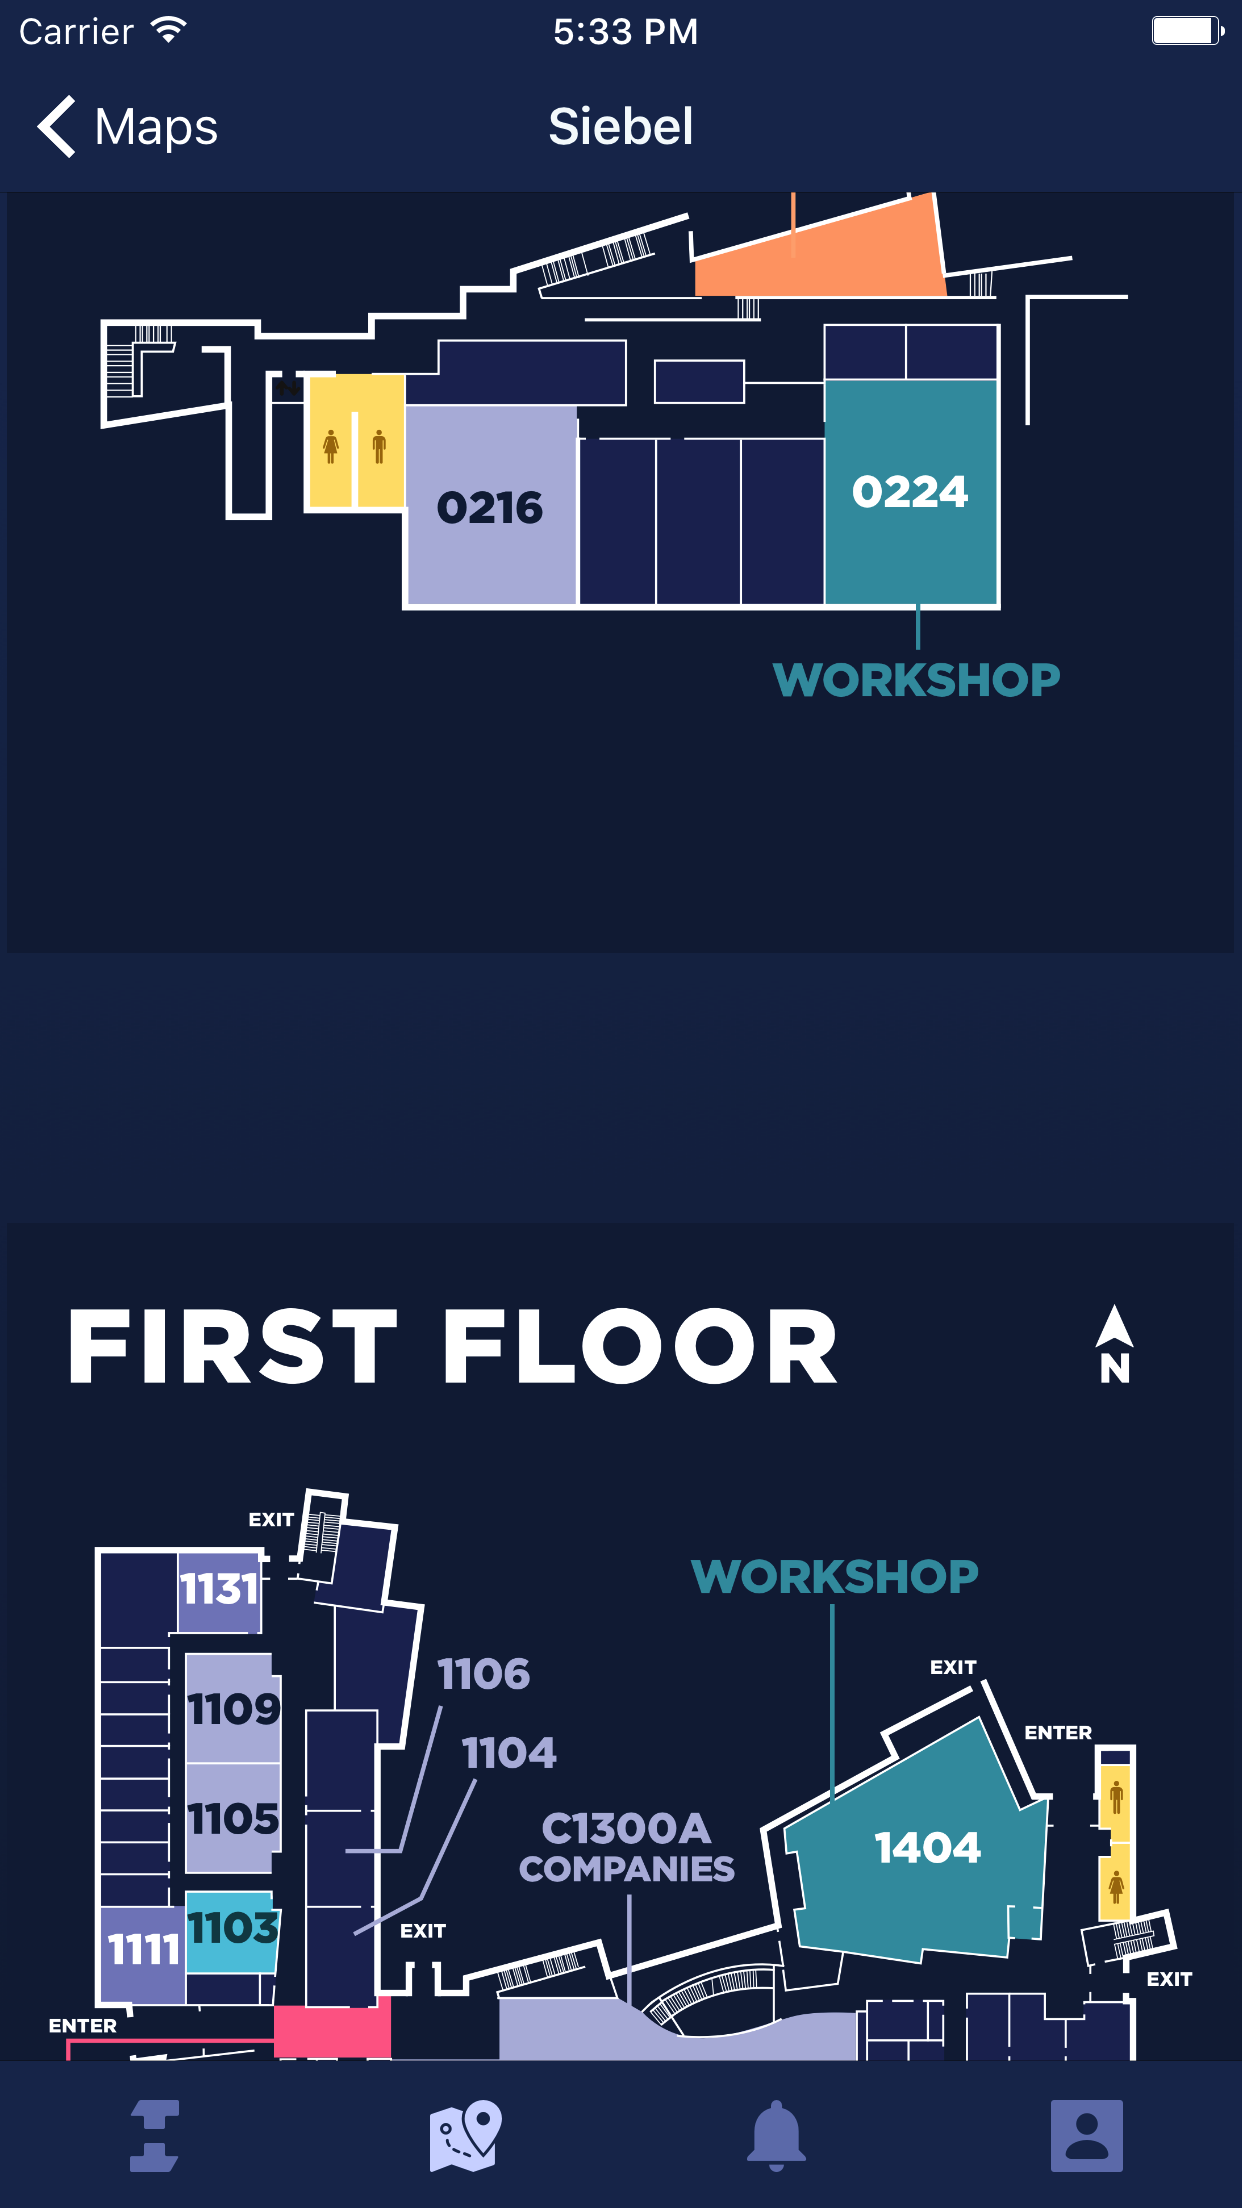 Carrier 5:33 PM
Maps Siebel
0216
0224
WORKSHOP
FIRST FLOOR
N
EXIT
WORKSHOP
1131
EXIT
1106
1109
ENTER
1104
1105
C1300A
COMPANIES
1404
1103
EXIT
1111
EXIT
ENTER